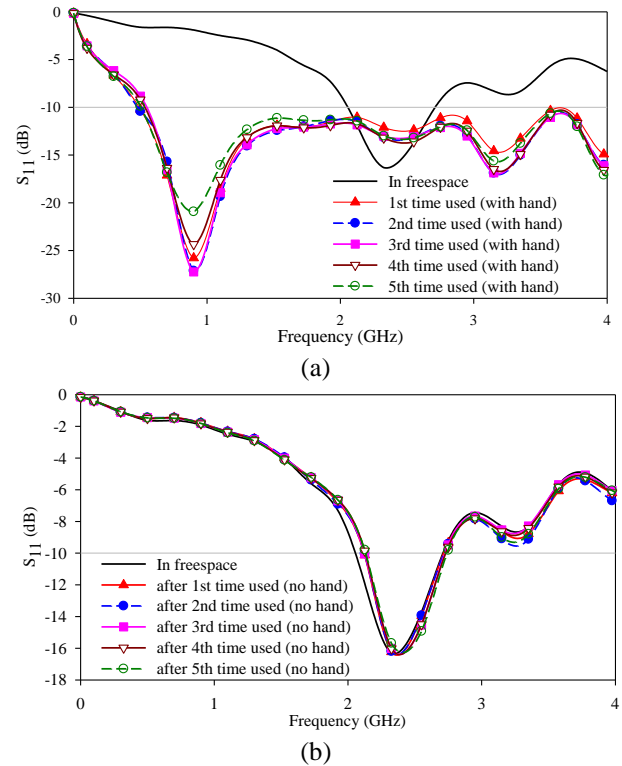 0
-5
-10
-15
-20
-25
-30
S11 (dB)
In freespace
1st time used (with hand)
2nd time used (with hand)
3rd time used (with hand)
4th time used (with hand)
5th time used (with hand)
0 1 2 3 4
Frequency (GHz)
(a)
0
-2
-4
-6
-8
-10
-12
-14
-16
-18
S11 (dB)
In freespace
after 1st time used (no hand)
after 2nd time used (no hand)
after 3rd time used (no hand)
after 4th time used (no hand)
after 5th time used (no hand)
0 1 2 3 4
Frequency (GHz)
(b)